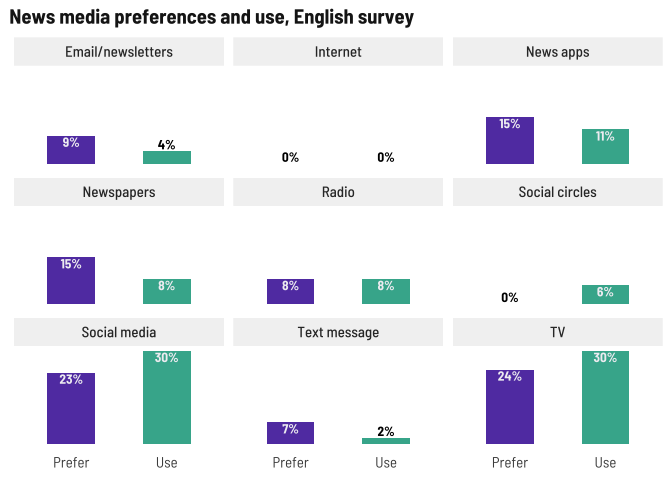 News media preferences and use, English survey
Email/newsletters Internet News apps
9% 4% 0% 0% 15% 11%
Newspapers Radio Social circles
15% 8% 8% 8% 0% 6%
Social media Text message TV
23% 30% 7% 2% 24% 30%
Prefer Use Prefer Use Prefer Use